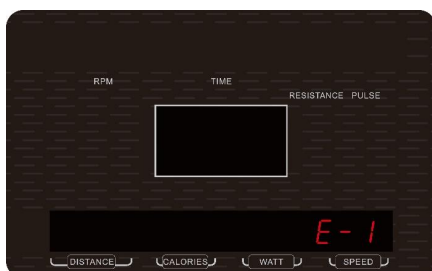 RPM TIME
RESISTANCE PULSE
E-1
DISTANCE CALORIES WATT SPEED